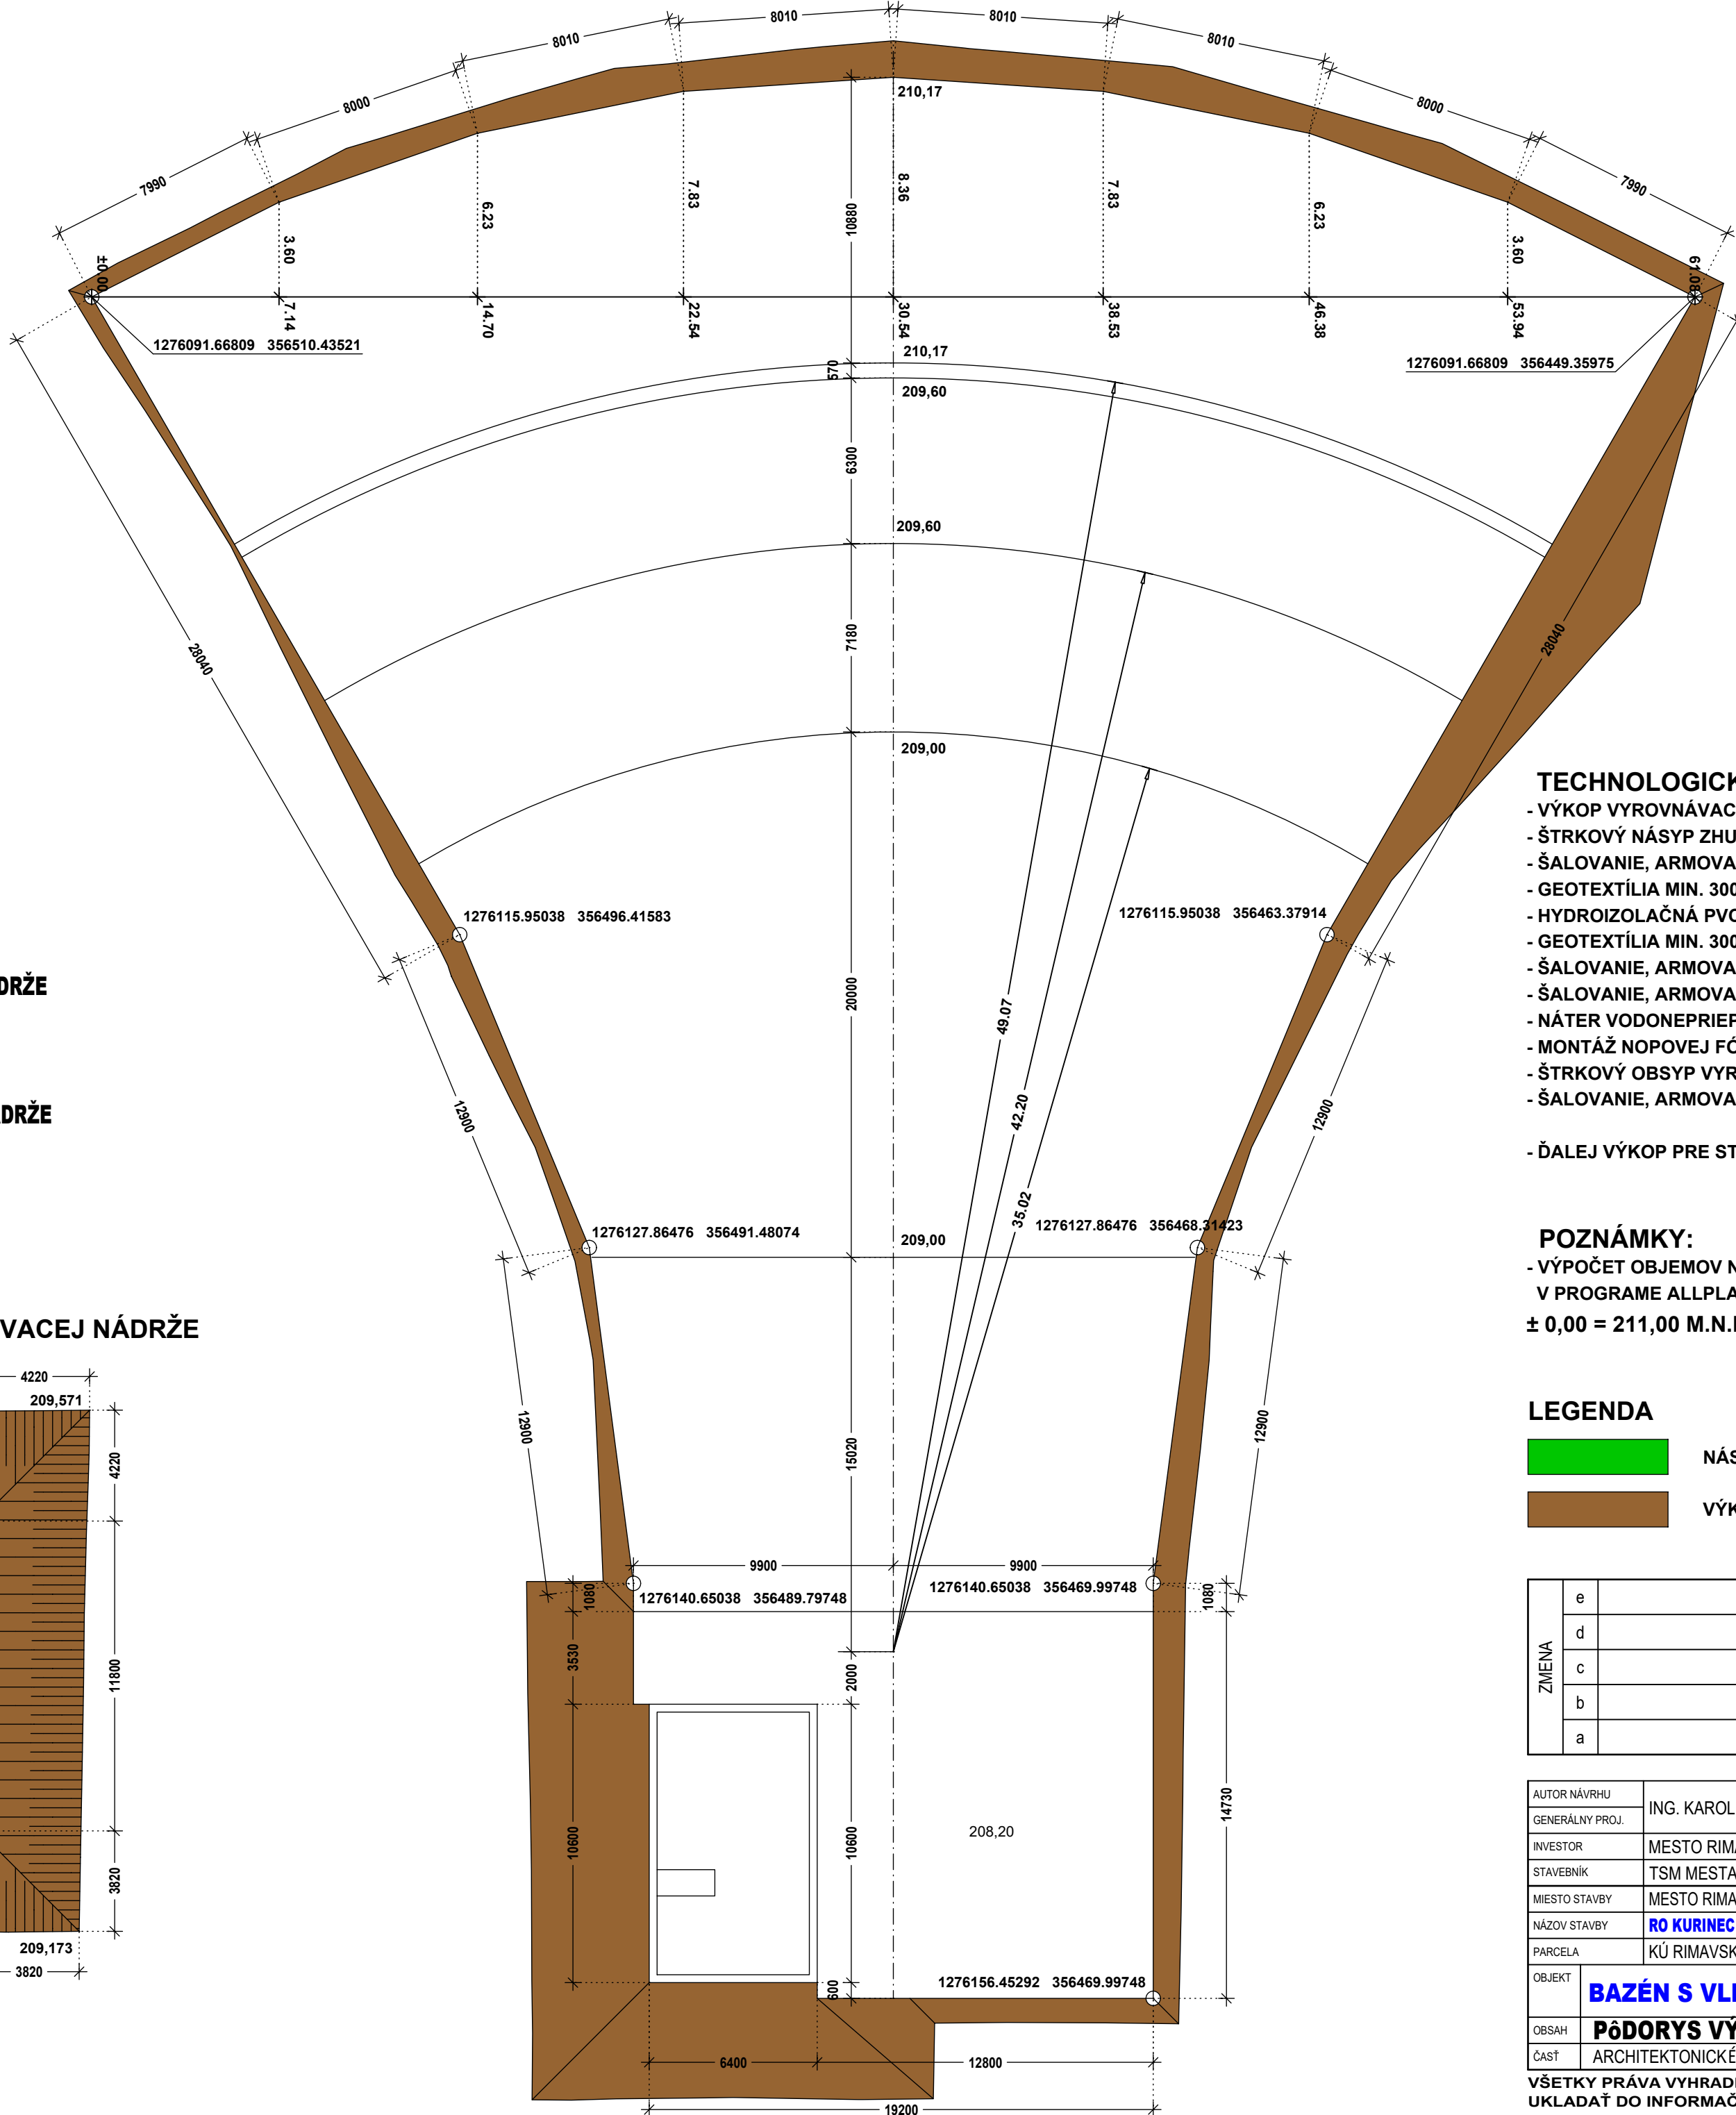 8010
8010
8010
8010
8000
8000
7990
7990
210,17
10880
8.36
7.83
7.83
6.23
6.23
3.60
3.60
±0.00
7.14
14.70
22.54
30.54
38.53
46.38
53.94
61.08
1276091.66809 356510.43521
1276091.66809 356449.35975
210,17
570
209,60
6300
209,60
7180
209,00
28040
28040
1276115.95038 356496.41583
1276115.95038 356463.37914
20000
49.07
42.20
35.02
12900
12900
1276127.86476 356491.48074
1276127.86476 356468.31423
209,00
15020
12900
12900
9900
9900
1276140.65038 356489.79748
1276140.65038 356469.99748
1080
1080
3530
2000
10600
10600
14730
208,20
600
1276156.45292 356469.99748
6400
12800
19200
DRŽE
ADRŽE
VACEJ NÁDRŽE
4220
209,571
4220
11800
3820
209,173
3820
TECHNOLOGICK
- VÝKOP VYROVNÁVAC
- ŠTRKOVÝ NÁSYP ZHU
- ŠALOVANIE, ARMOVA
- GEOTEXTÍLIA MIN. 300
- HYDROIZOLAČNÁ PVC
- GEOTEXTÍLIA MIN. 300
- ŠALOVANIE, ARMOVA
- ŠALOVANIE, ARMOVA
- NÁTER VODONEPRIEP
- MONTÁŽ NOPOVEJ FÓ
- ŠTRKOVÝ OBSYP VYR
- ŠALOVANIE, ARMOVA
- ĎALEJ VÝKOP PRE ST
POZNÁMKY:
- VÝPOČET OBJEMOV N
V PROGRAME ALLPLA
± 0,00 = 211,00 M.N.
LEGENDA
NÁS
VÝK
ZMENA
e
d
c
b
a
AUTOR NÁVRHU
GENERÁLNY PROJ.
ING. KAROL
INVESTOR MESTO RIMA
STAVEBNÍK TSM MESTA
MIESTO STAVBY MESTO RIMA
NÁZOV STAVBY RO KURINEC
PARCELA KÚ RIMAVSK
OBJEKT BAZÉN S VL
OBSAH PôDORYS VÝ
ČASŤ ARCHITEKTONICKÉ
VŠETKY PRÁVA VYHRAD
UKLADAŤ DO INFORMAČ